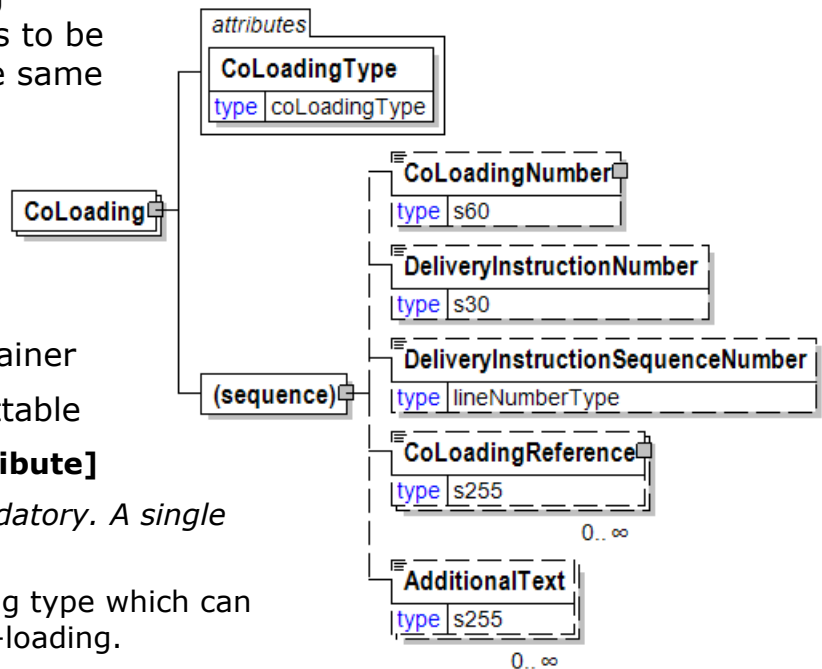 g
s to be
e same
ainer
table
ribute]
datory. A single
g type which can
-loading.
attributes
CoLoadingType
type coLoadingType
CoLoading
(sequence)
CoLoadingNumber
type s60
DeliveryInstructionNumber
type s30
DeliveryInstructionSequenceNumber
type lineNumberType
CoLoadingReference
type s255
0.. ∞
AdditionalText
type s255
0.. ∞